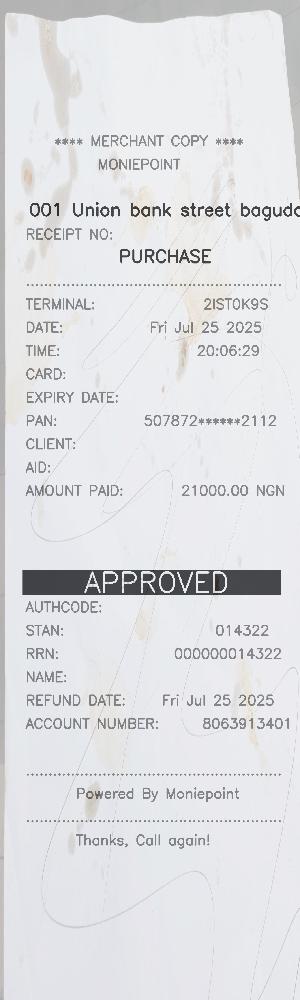 **** MERCHANT COPY ****
MONIEPOINT
001 Union bank street
RECEIPT NO:
PURCHASE
TERMINAL: 2IST0K9S
DATE: Fri Jul 25 2025
TIME: 20:06:29
CARD:
EXPIRY DATE:
PAN: 507872******2112
CLIENT:
AID:
AMOUNT PAID: 21000.00 NGN
APPROVED
AUTHCODE:
STAN: 014322
RRN: 000000014322
NAME:
REFUND DATE: Fri Jul 25 2025
ACCOUNT NUMBER: 8063913401
Powered By Moniepoint
Thanks, Call again!